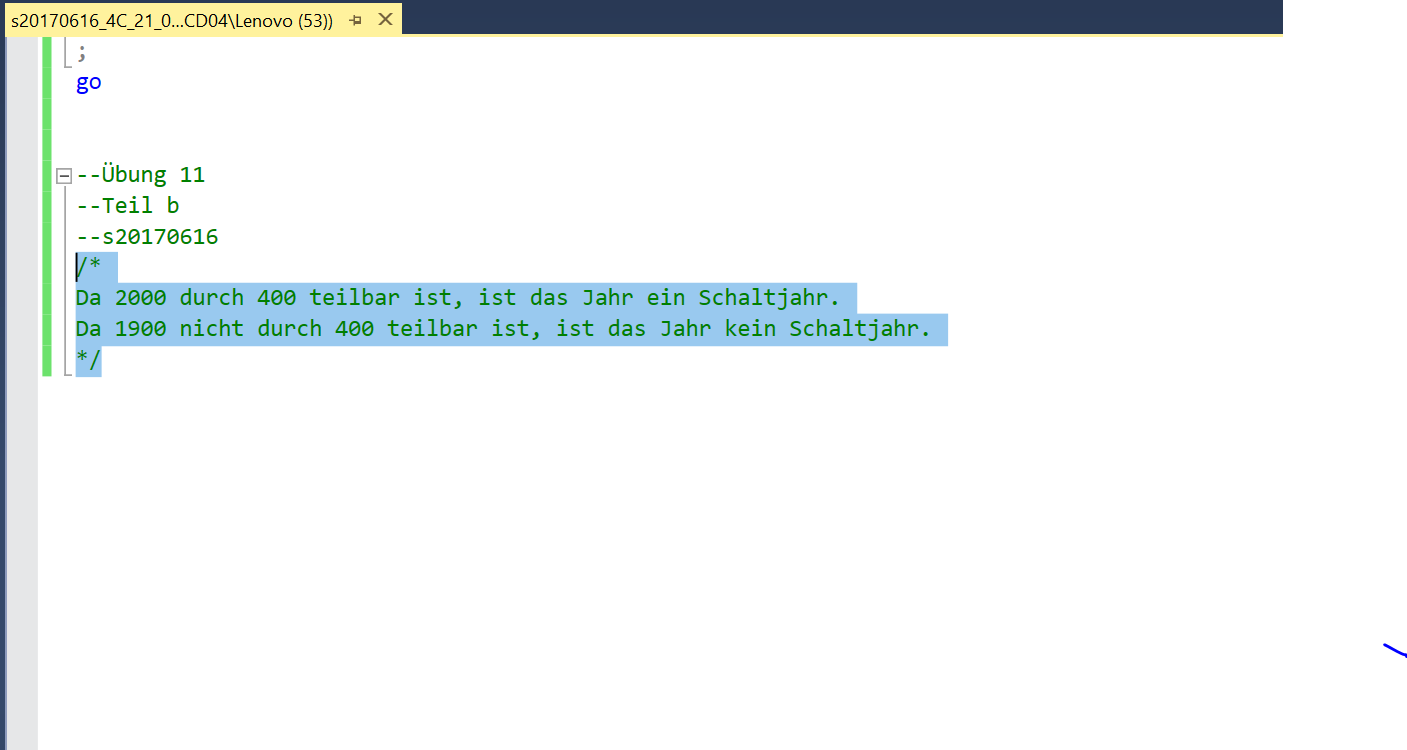 s20170616_4C_21_0...CD04\Lenovo (53))
;
go
--Übung 11
--Teil b
--s20170616
/*
Da 2000 durch 400 teilbar ist, ist das Jahr ein Schaltjahr.
Da 1900 nicht durch 400 teilbar ist, ist das Jahr kein Schaltjahr.
*/